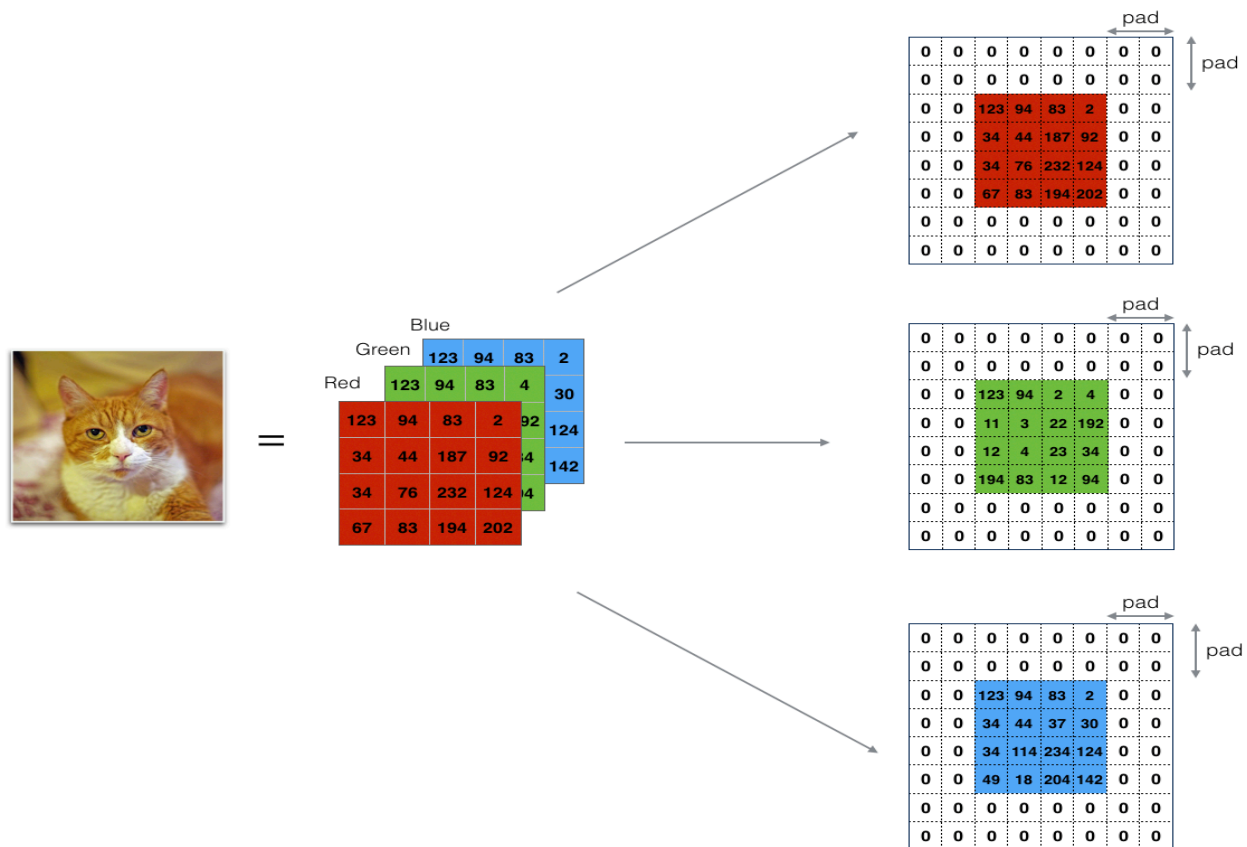 pad
0 0 0 0 0 0 0 0
pad
0 0 0 0 0 0 0 0
0 0 123 94 83 2 0 0
0 0 34 44 187 92 0 0
0 0 34 76 232 124 0 0
0 0 67 83 194 202 0 0
0 0 0 0 0 0 0 0
0 0 0 0 0 0 0 0
Blue
123 94 83 2
30
124
142
Green
123 94 83 4
92
34
94
Red
123 94 83 2
34 44 187 92
34 76 232 124
67 83 194 202
=
pad
0 0 0 0 0 0 0 0
pad
0 0 0 0 0 0 0 0
0 0 123 94 2 4 0 0
0 0 11 3 22 192 0 0
0 0 12 4 23 34 0 0
0 0 194 83 12 94 0 0
0 0 0 0 0 0 0 0
0 0 0 0 0 0 0 0
pad
0 0 0 0 0 0 0 0
pad
0 0 0 0 0 0 0 0
0 0 123 94 83 2 0 0
0 0 34 44 37 30 0 0
0 0 34 114 234 124 0 0
0 0 49 18 204 142 0 0
0 0 0 0 0 0 0 0
0 0 0 0 0 0 0 0